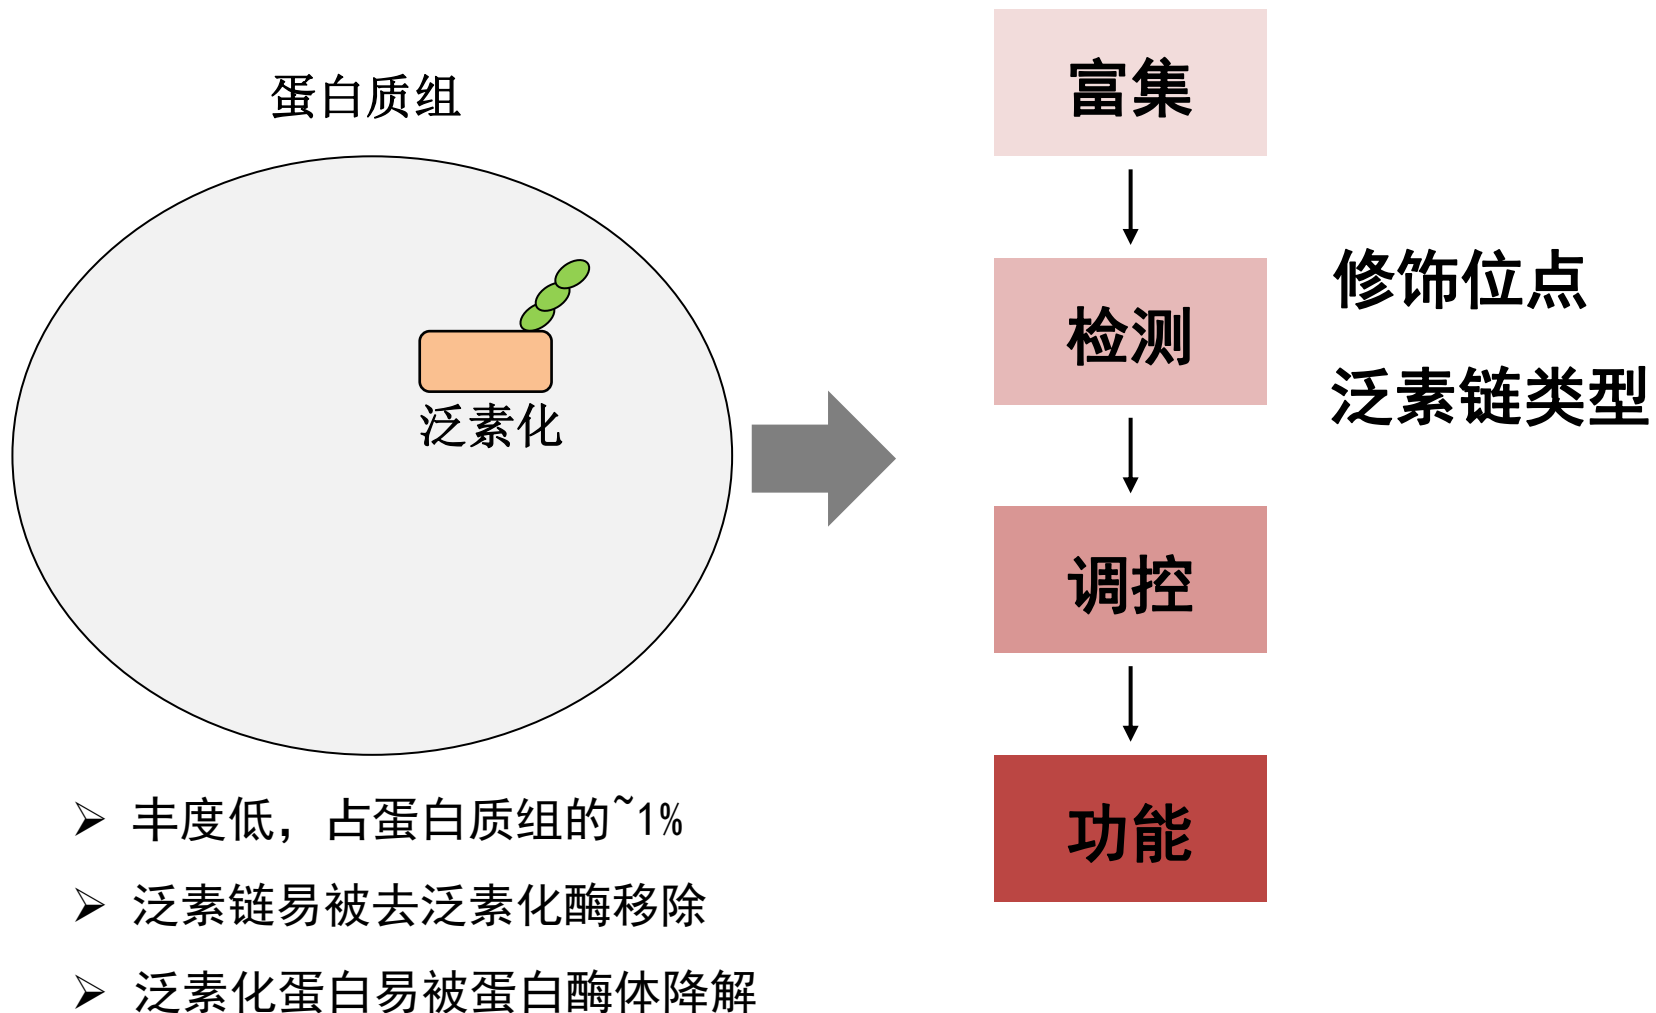 蛋白质组
泛素化
丰度低，占蛋白质组的~1%
泛素链易被去泛素化酶移除
泛素化蛋白易被蛋白酶体降解
富集
检测
修饰位点
泛素链类型
调控
功能